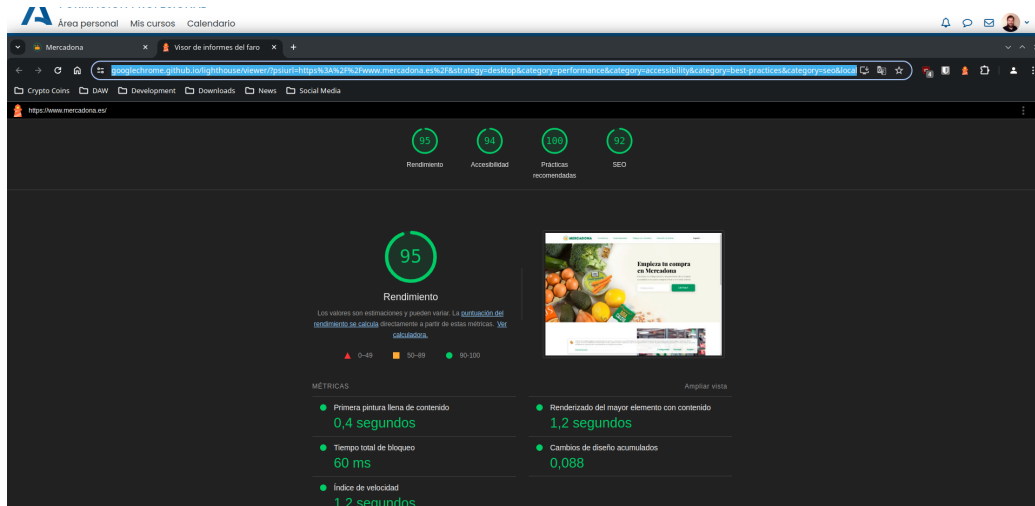 Área personal Mis cursos Calendario
Mercadona
Visor de informes del faro
googlechrome.github.io/lighthouse/viewer/?psiurl=https%3A%2F%2Fwww.mercadona.es%2F&strategy=desktop&category=performance&category=accessibility&category=best-practices&category=seo&local
Crypto Coins DAW Development Downloads News Social Media
https://www.mercadona.es/
95 94 100 92
Rendimiento Accesibilidad Prácticas recomendadas SEO
95
Rendimiento
Los valores son estimaciones y pueden variar. La puntuación del
rendimiento se calcula directamente a partir de estas métricas. Ver
calculadora.
0–49 50–89 90-100
MERCADONA
Empieza tu compra
en Mercadona
MÉTRICAS Ampliar vista
Primera pintura llena de contenido
0,4 segundos
Renderizado del mayor elemento con contenido
1,2 segundos
Tiempo total de bloqueo
60 ms
Cambios de diseño acumulados
0,088
Índice de velocidad
1,2 segundos